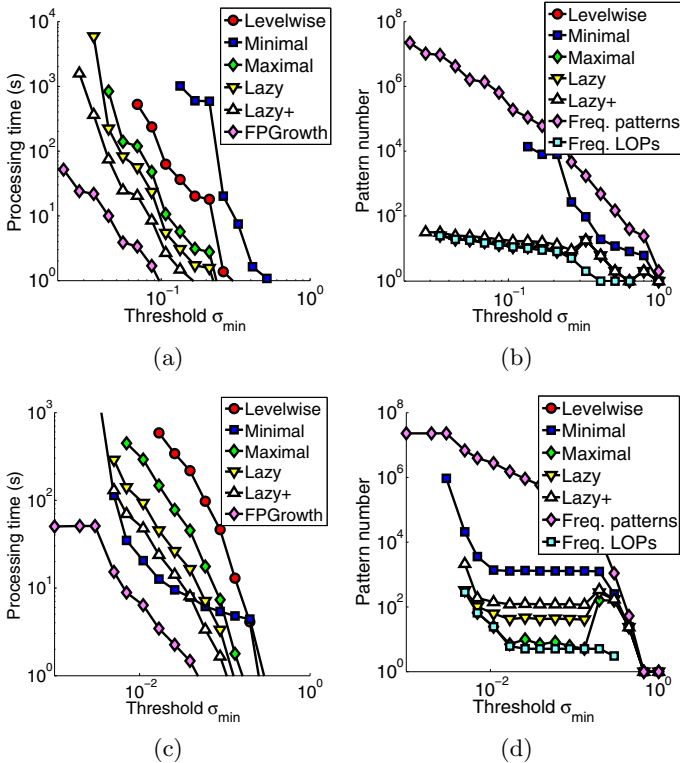 10^4
10^3
10^2
10^1
10^0
Processing time (s)
Levelwise
Minimal
Maximal
Lazy
Lazy+
FPGrowth
10^-1
10^0
Threshold σ_min
(a)
10^8
10^6
10^4
10^2
10^0
Pattern number
Levelwise
Minimal
Maximal
Lazy
Lazy+
Freq. patterns
Freq. LOPs
10^-1
10^0
Threshold σ_min
(b)
10^3
10^2
10^1
10^0
Processing time (s)
Levelwise
Minimal
Maximal
Lazy
Lazy+
FPGrowth
10^-2
10^0
Threshold σ_min
(c)
10^8
10^6
10^4
10^2
10^0
Pattern number
Levelwise
Minimal
Maximal
Lazy
Lazy+
Freq. patterns
Freq. LOPs
10^-2
10^0
Threshold σ_min
(d)